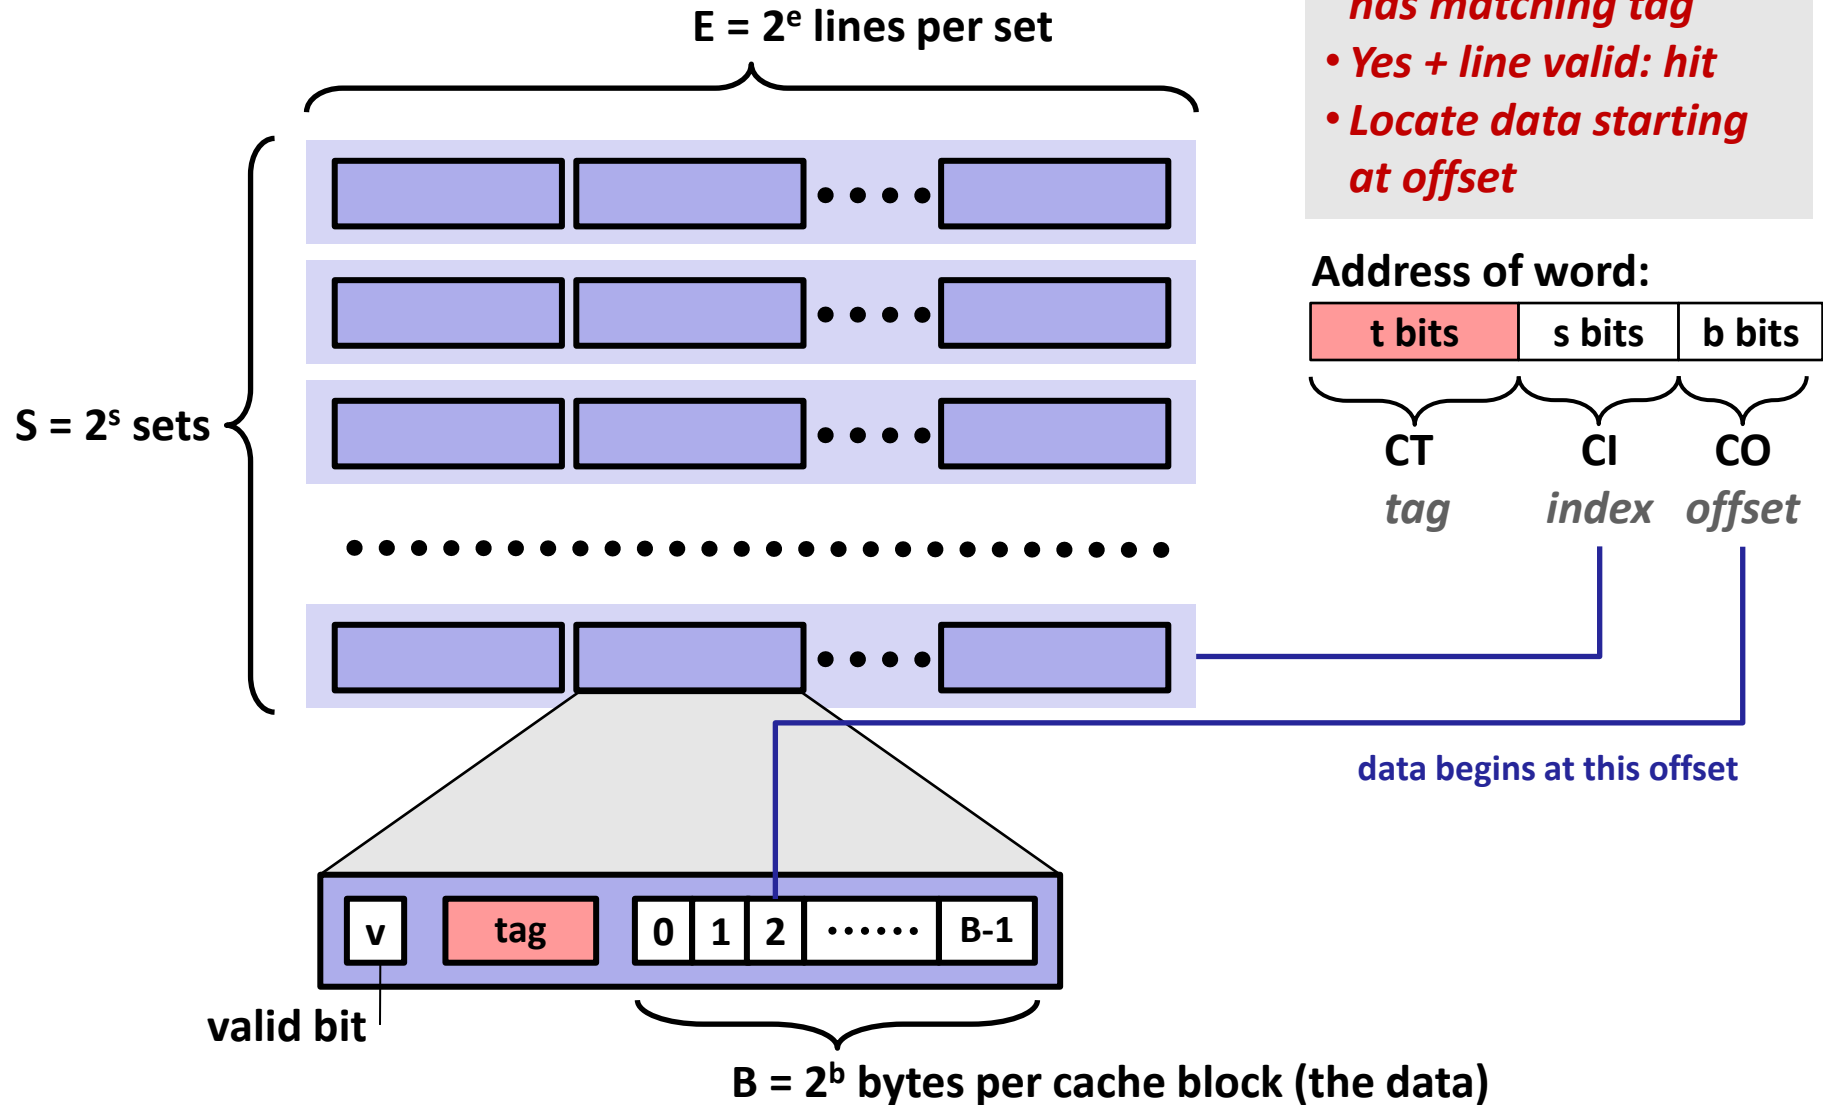 E = 2ᵉ lines per set
has matching tag
• Yes + line valid: hit
• Locate data starting
at offset
Address of word:
t bits s bits b bits
S = 2ˢ sets
CT CI CO
tag index offset
data begins at this offset
v tag 0 1 2 •••••• B-1
valid bit
B = 2ᵇ bytes per cache block (the data)